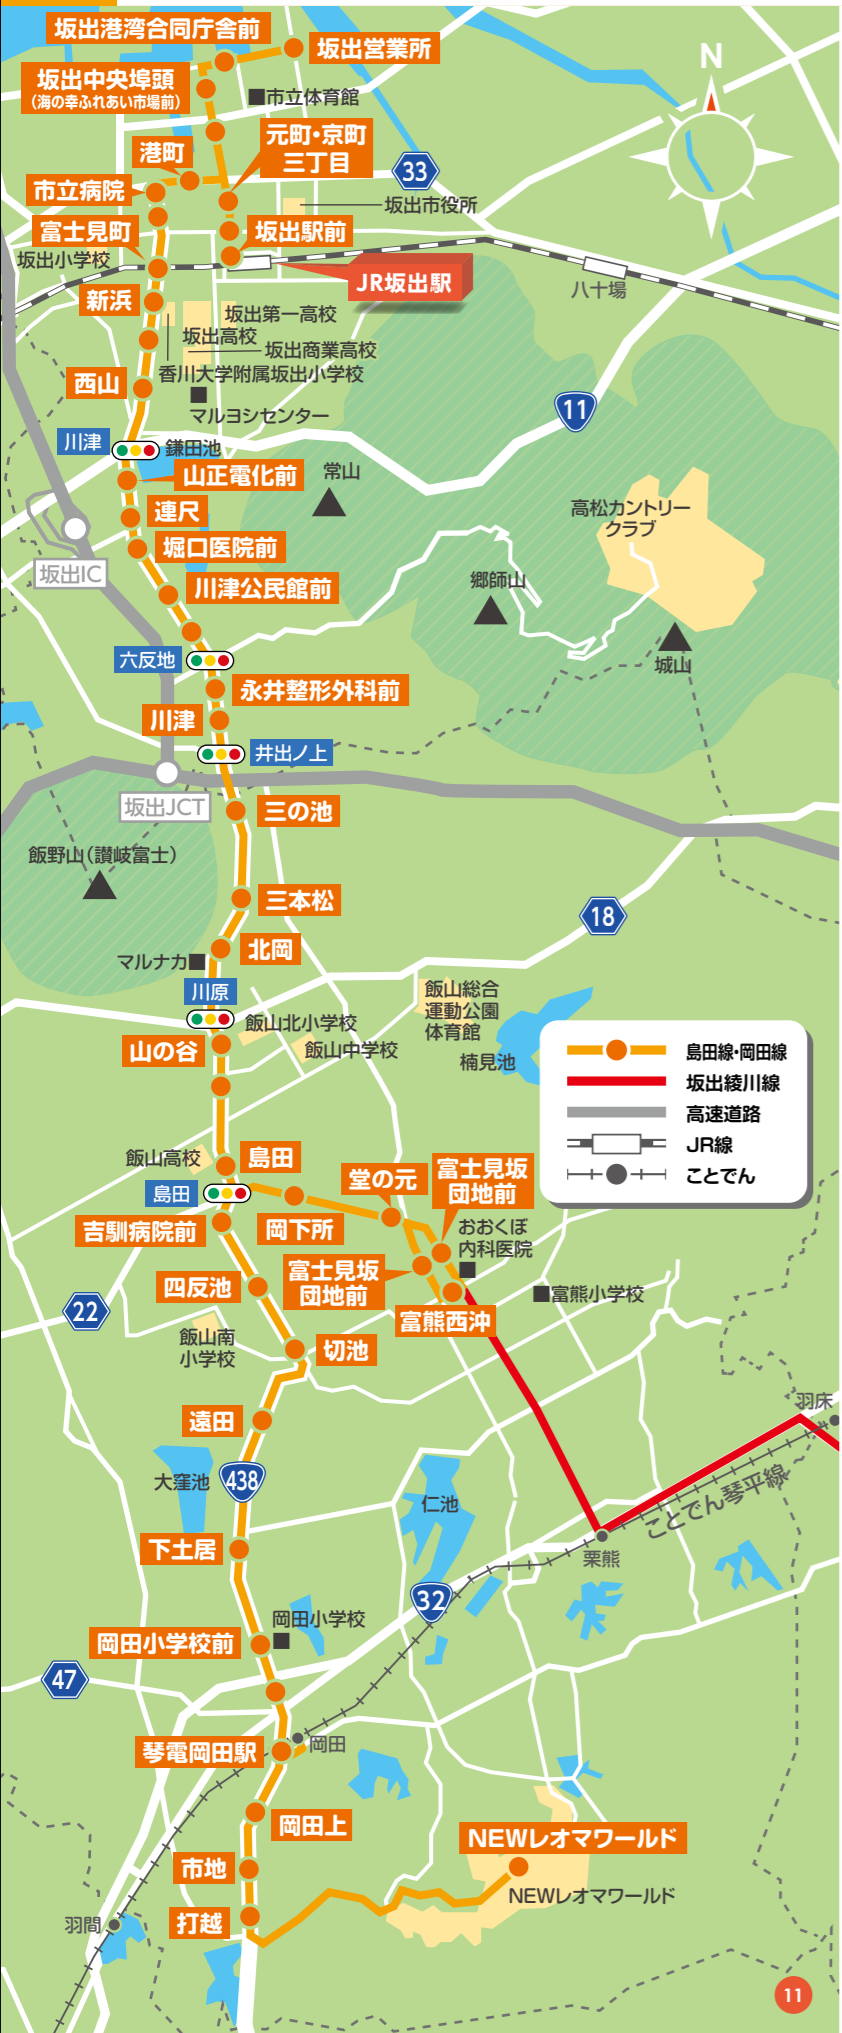 坂出港湾合同庁舎前
坂出営業所
坂出中央埠頭
(海の幸ふれあい市場前)
■市立体育館
N
元町・京町
三丁目
港町
33
市立病院
坂出市役所
富士見町
坂出駅前
坂出小学校
JR坂出駅
八十場
新浜
坂出第一高校
坂出高校
坂出商業高校
香川大学附属坂出小学校
西山
マルヨシセンター
11
川津
鎌田池
山正電化前
常山
連尺
高松カントリー
クラブ
堀口医院前
坂出IC
川津公民館前
郷師山
六反地
城山
永井整形外科前
川津
井出ノ上
坂出JCT
三の池
飯野山(讃岐富士)
三本松
18
北岡
マルナカ■
川原
飯山総合
運動公園
体育館
飯山北小学校
山の谷
飯山中学校
楠見池
島田線・岡田線
坂出綾川線
高速道路
JR線
ことでん
飯山高校
島田
島田
堂の元
富士見坂
団地前
吉馴病院前
岡下所
おおくぼ
内科医院
富士見坂
団地前
四反池
■富熊小学校
22
富熊西沖
飯山南
小学校
切池
羽床
遠田
大窪池
438
仁池
ことでん琴平線
下土居
栗熊
32
岡田小学校
岡田小学校前
47
琴電岡田駅
岡田
岡田上
NEWレオマワールド
市地
NEWレオマワールド
打越
羽間
11